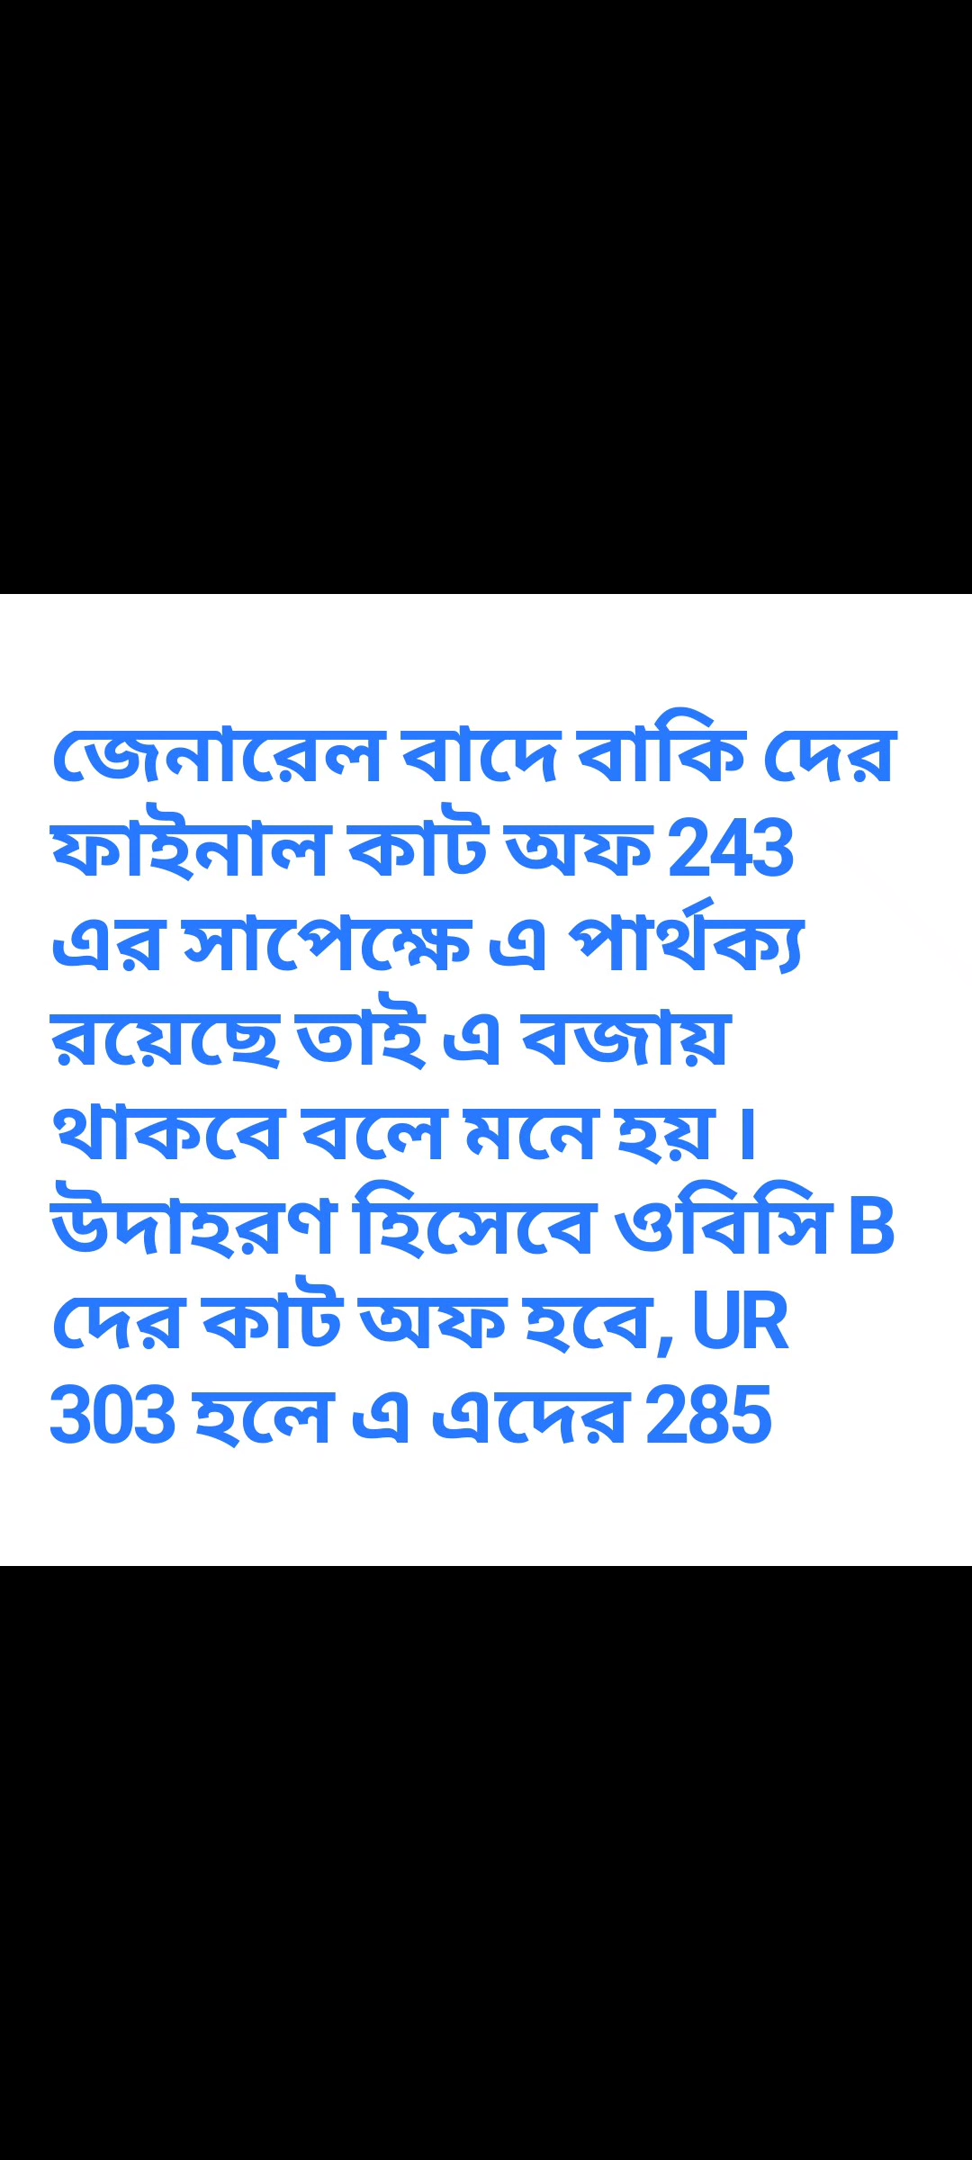 জেনারেল বাদে বাকি দের
ফাইনাল কাট অফ 243
এর সাপেক্ষে এ পার্থক্য
রয়েছে তাই এ বজায়
থাকবে বলে মনে হয় ।
উদাহরণ হিসেবে ওবিসি B
দের কাট অফ হবে, UR
303 হলে এ এদের 285